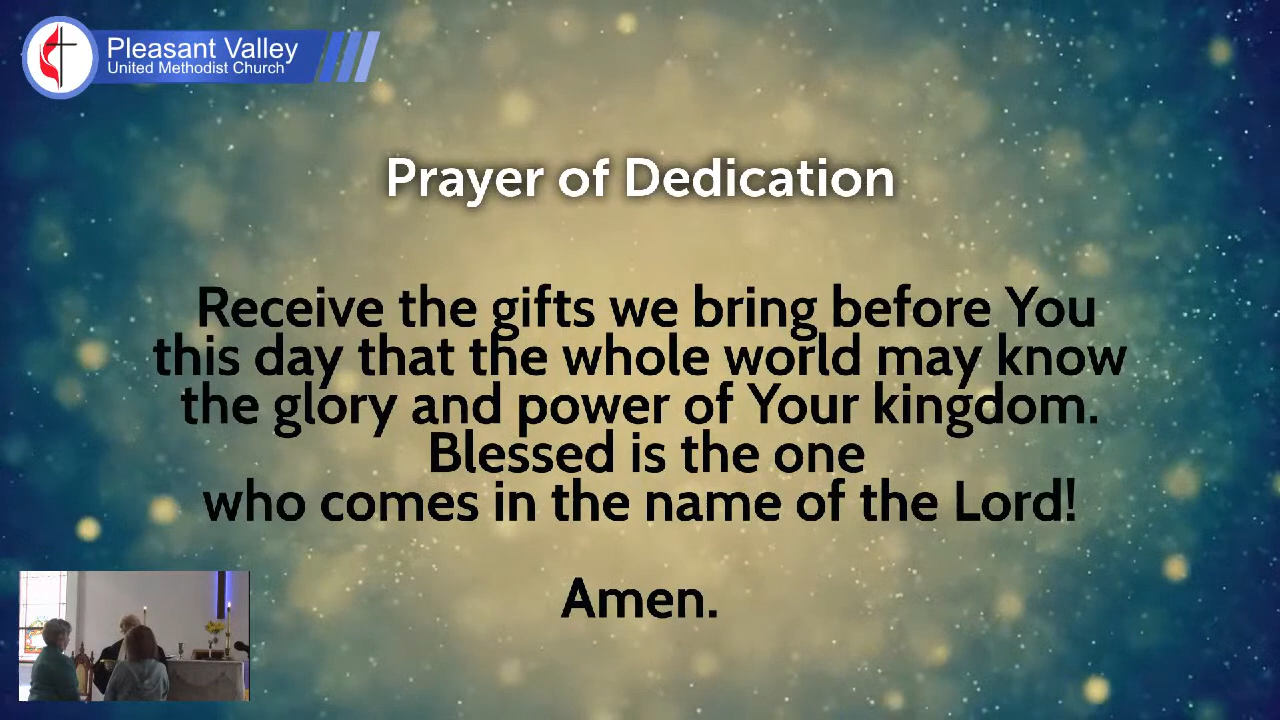 Pleasant Valley
United Methodist Church
Prayer of Dedication
Receive the gifts we bring before You
this day that the whole world may know
the glory and power of Your kingdom.
Blessed is the one
who comes in the name of the Lord!
Amen.